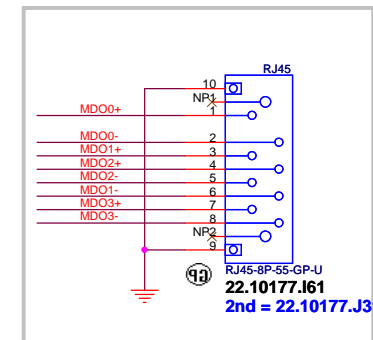 RJ45
10
NP1
MDO0+ 1
MDO0- 2
MDO1+ 3
MDO2+ 4
MDO2- 5
MDO1- 6
MDO3+ 7
MDO3- 8
NP2
9
RJ45-8P-55-GP-U
22.10177.I61
2nd = 22.10177.J3